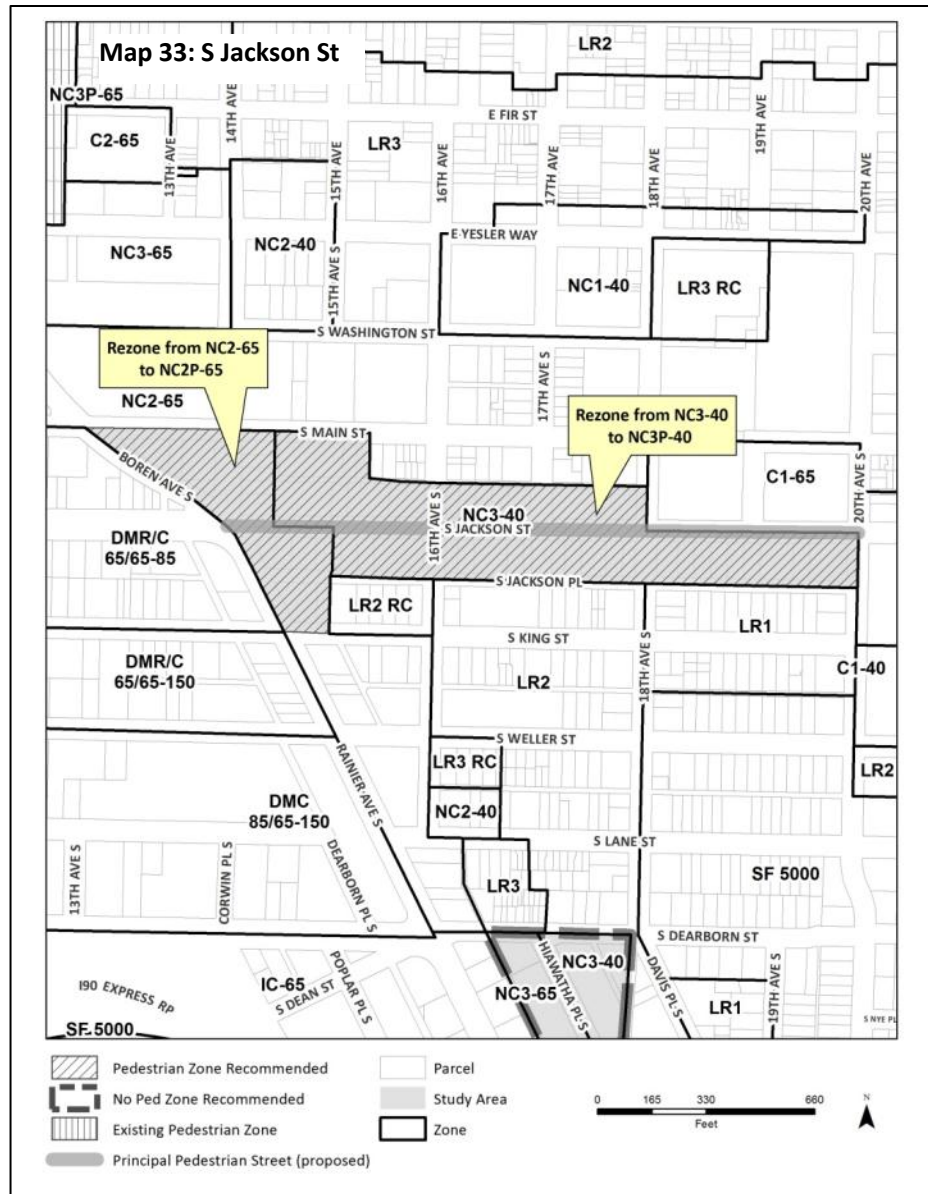 Map 33: S Jackson St
LR2
NC3P-65
C2-65
13TH AVE
14TH AVE
E FIR ST
LR3
15TH AVE
16TH AVE
17TH AVE
18TH AVE
19TH AVE
20TH AVE
NC3-65
NC2-40
15TH AVE S
E YESLER WAY
NC1-40
LR3 RC
S WASHINGTON ST
Rezone from NC2-65
to NC2P-65
NC2-65
17TH AVE S
Rezone from NC3-40
to NC3P-40
S MAIN ST
BOREN AVE S
C1-65
20TH AVE S
16TH AVE S
NC3-40
S JACKSON ST
DMR/C
65/65-85
S JACKSON PL
LR2 RC
LR1
S KING ST
18TH AVE S
DMR/C
65/65-150
LR2
C1-40
S WELLER ST
LR3 RC
LR2
RAINIER AVE S
NC2-40
DMC
85/65-150
S LANE ST
13TH AVE S
CORWIN PL S
DEARBORN PL S
LR3
SF 5000
S DEARBORN ST
IC-65
S DEAN ST
POPLAR PL S
NC3-65
HIAWATHA PL S
NC3-40
DAVIS PL S
LR1
19TH AVE S
S NYE PL
I90 EXPRESS RP
SF 5000
Pedestrian Zone Recommended
Parcel
No Ped Zone Recommended
Study Area
Existing Pedestrian Zone
Zone
Principal Pedestrian Street (proposed)
0 165 330 660
Feet
N